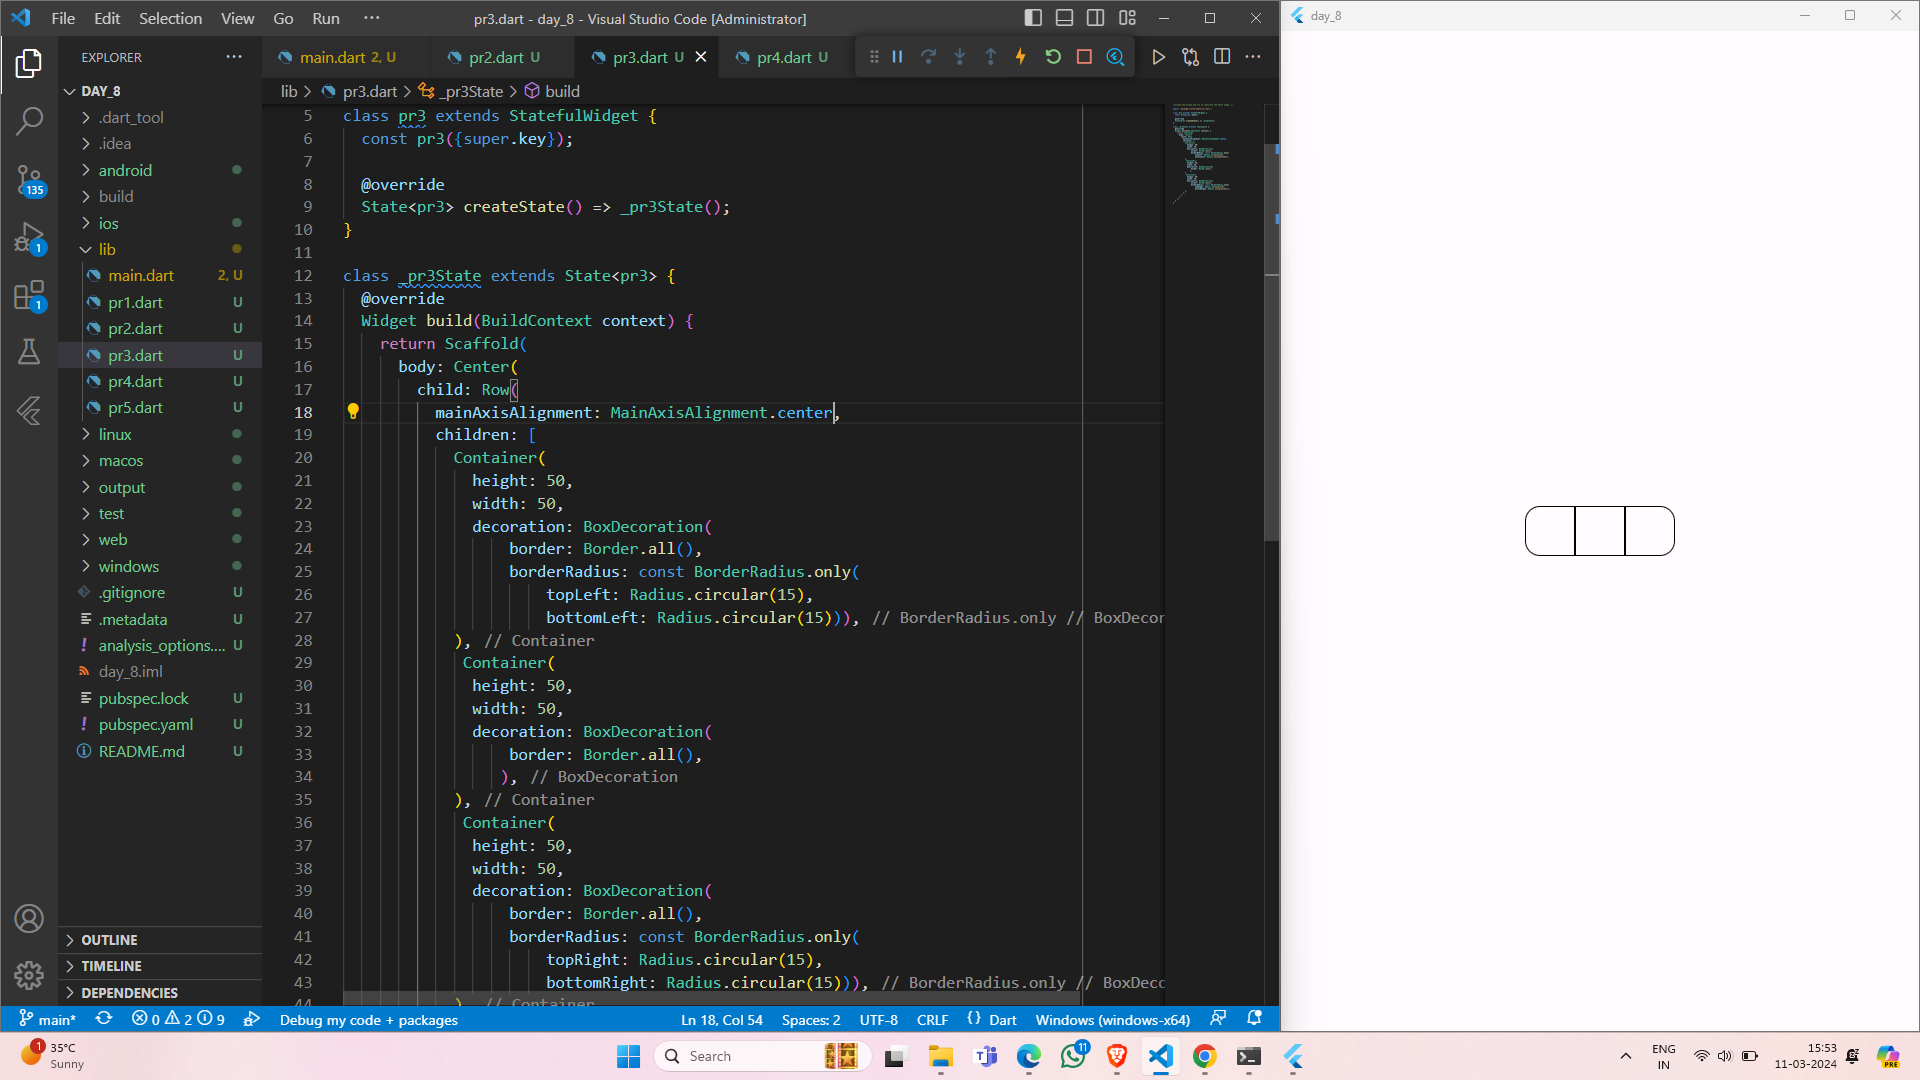 File Edit Selection View Go Run ··· pr3.dart - day_8 - Visual Studio Code [Administrator]
day_8
EXPLORER ···
main.dart 2, U
pr2.dart U
pr3.dart U
pr4.dart U
DAY_8
lib > pr3.dart > _pr3State > build
.dart_tool
.idea
android
build
ios
lib
main.dart 2, U
pr1.dart U
pr2.dart U
pr3.dart U
pr4.dart U
pr5.dart U
linux
macos
output
test
web
windows
.gitignore U
.metadata U
analysis_options.... U
day_8.iml
pubspec.lock U
pubspec.yaml U
README.md U
OUTLINE
TIMELINE
DEPENDENCIES
135
1
1
5 class pr3 extends StatefulWidget {
6 const pr3({super.key});
7
8 @override
9 State<pr3> createState() => _pr3State();
10 }
11
12 class _pr3State extends State<pr3> {
13 @override
14 Widget build(BuildContext context) {
15 return Scaffold(
16 body: Center(
17 child: Row(
18 mainAxisAlignment: MainAxisAlignment.center,
19 children: [
20 Container(
21 height: 50,
22 width: 50,
23 decoration: BoxDecoration(
24 border: Border.all(),
25 borderRadius: const BorderRadius.only(
26 topLeft: Radius.circular(15),
27 bottomLeft: Radius.circular(15))), // BorderRadius.only // BoxDecor
28 ), // Container
29 Container(
30 height: 50,
31 width: 50,
32 decoration: BoxDecoration(
33 border: Border.all(),
34 ), // BoxDecoration
35 ), // Container
36 Container(
37 height: 50,
38 width: 50,
39 decoration: BoxDecoration(
40 border: Border.all(),
41 borderRadius: const BorderRadius.only(
42 topRight: Radius.circular(15),
43 bottomRight: Radius.circular(15))), // BorderRadius.only // BoxDecc
44 ), // Container
main* 0 2 9 Debug my code + packages Ln 18, Col 54 Spaces: 2 UTF-8 CRLF {} Dart Windows (windows-x64)
1
35°C
Sunny
Search
11
ENG
IN
15:53
11-03-2024
PRE